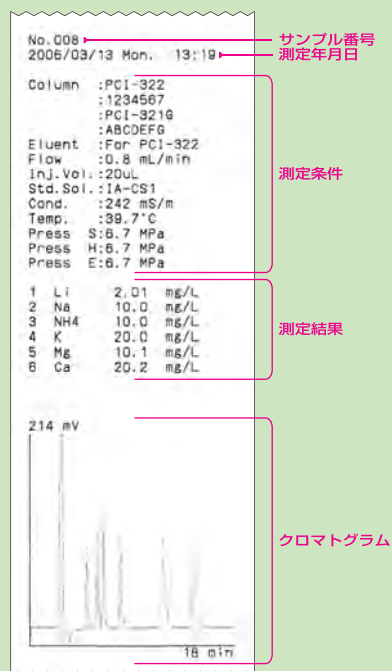 No.008
サンプル番号
2006/03/13 Mon. 13:19
測定年月日
Column :PCI-322
:1234567
:PCI-321G
:ABCDEFG
Eluent :For PCI-322
Flow :0.8 mL/min
Inj.Vol.:20uL
Std.Sol.:IA-CS1
Cond. :242 mS/m
Temp. :39.7°C
Press S:6.7 MPa
Press H:6.7 MPa
Press E:6.7 MPa
測定条件
1 Li 2.01 mg/L
2 Na 10.0 mg/L
3 NH4 10.0 mg/L
4 K 20.0 mg/L
5 Mg 10.1 mg/L
6 Ca 20.2 mg/L
測定結果
214 mV
クロマトグラム
18 min